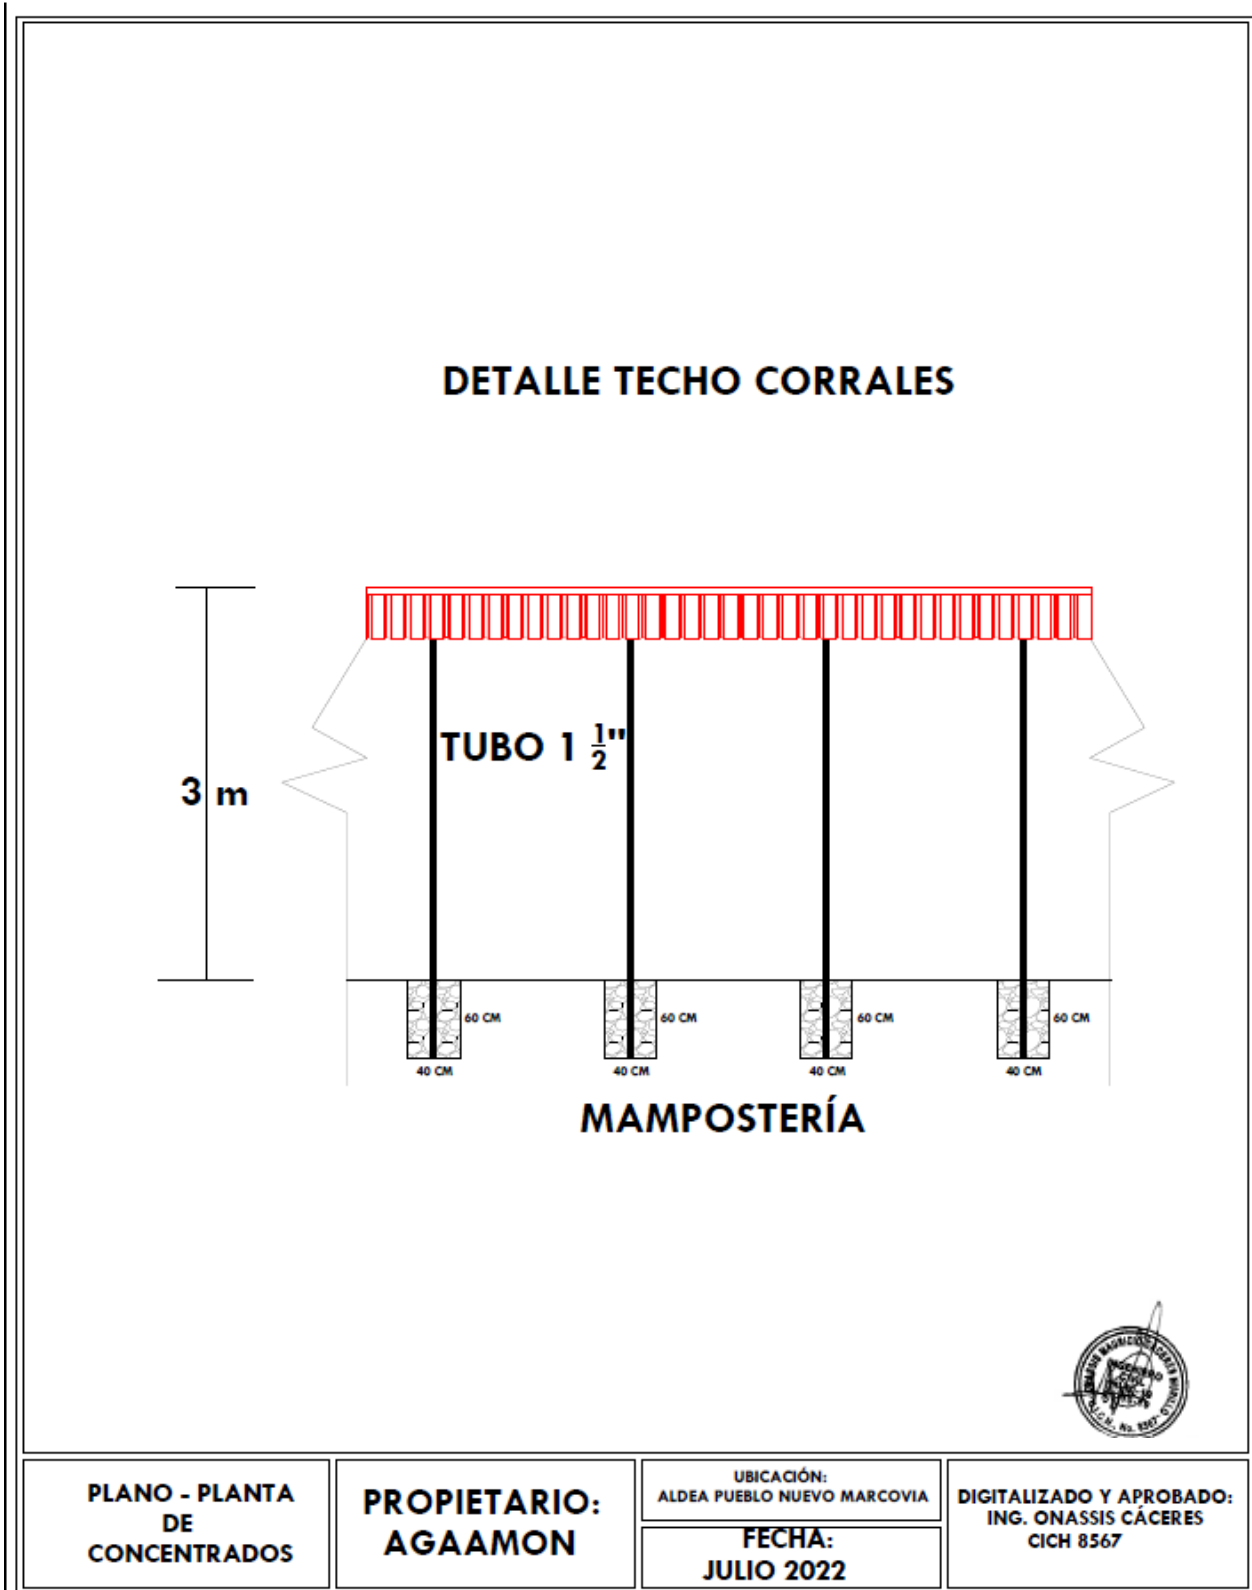 DETALLE TECHO CORRALES
TUBO 1 1/2"
3 m
60 CM
60 CM
60 CM
60 CM
40 CM
40 CM
40 CM
40 CM
MAMPOSTERÍA
INGENIERO
CIVIL
PLANO - PLANTA
DE
CONCENTRADOS
PROPIETARIO:
AGAAMON
UBICACIÓN:
ALDEA PUEBLO NUEVO MARCOVIA
FECHA:
JULIO 2022
DIGITALIZADO Y APROBADO:
ING. ONASSIS CÁCERES
CICH 8567